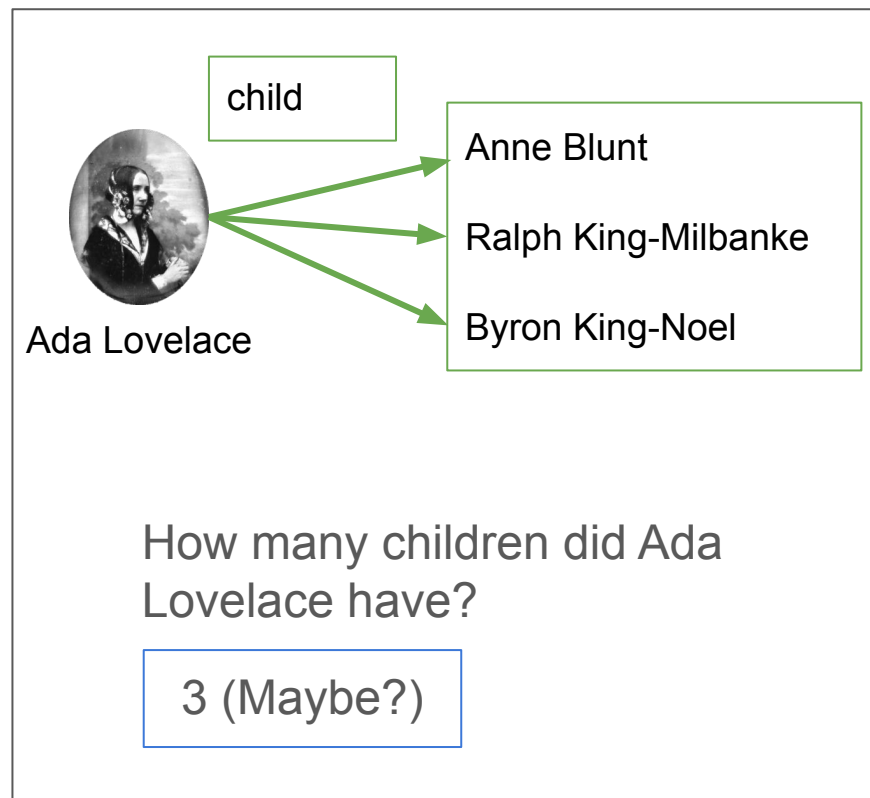 child
Anne Blunt
Ralph King-Milbanke
Byron King-Noel
Ada Lovelace
How many children did Ada
Lovelace have?
3 (Maybe?)